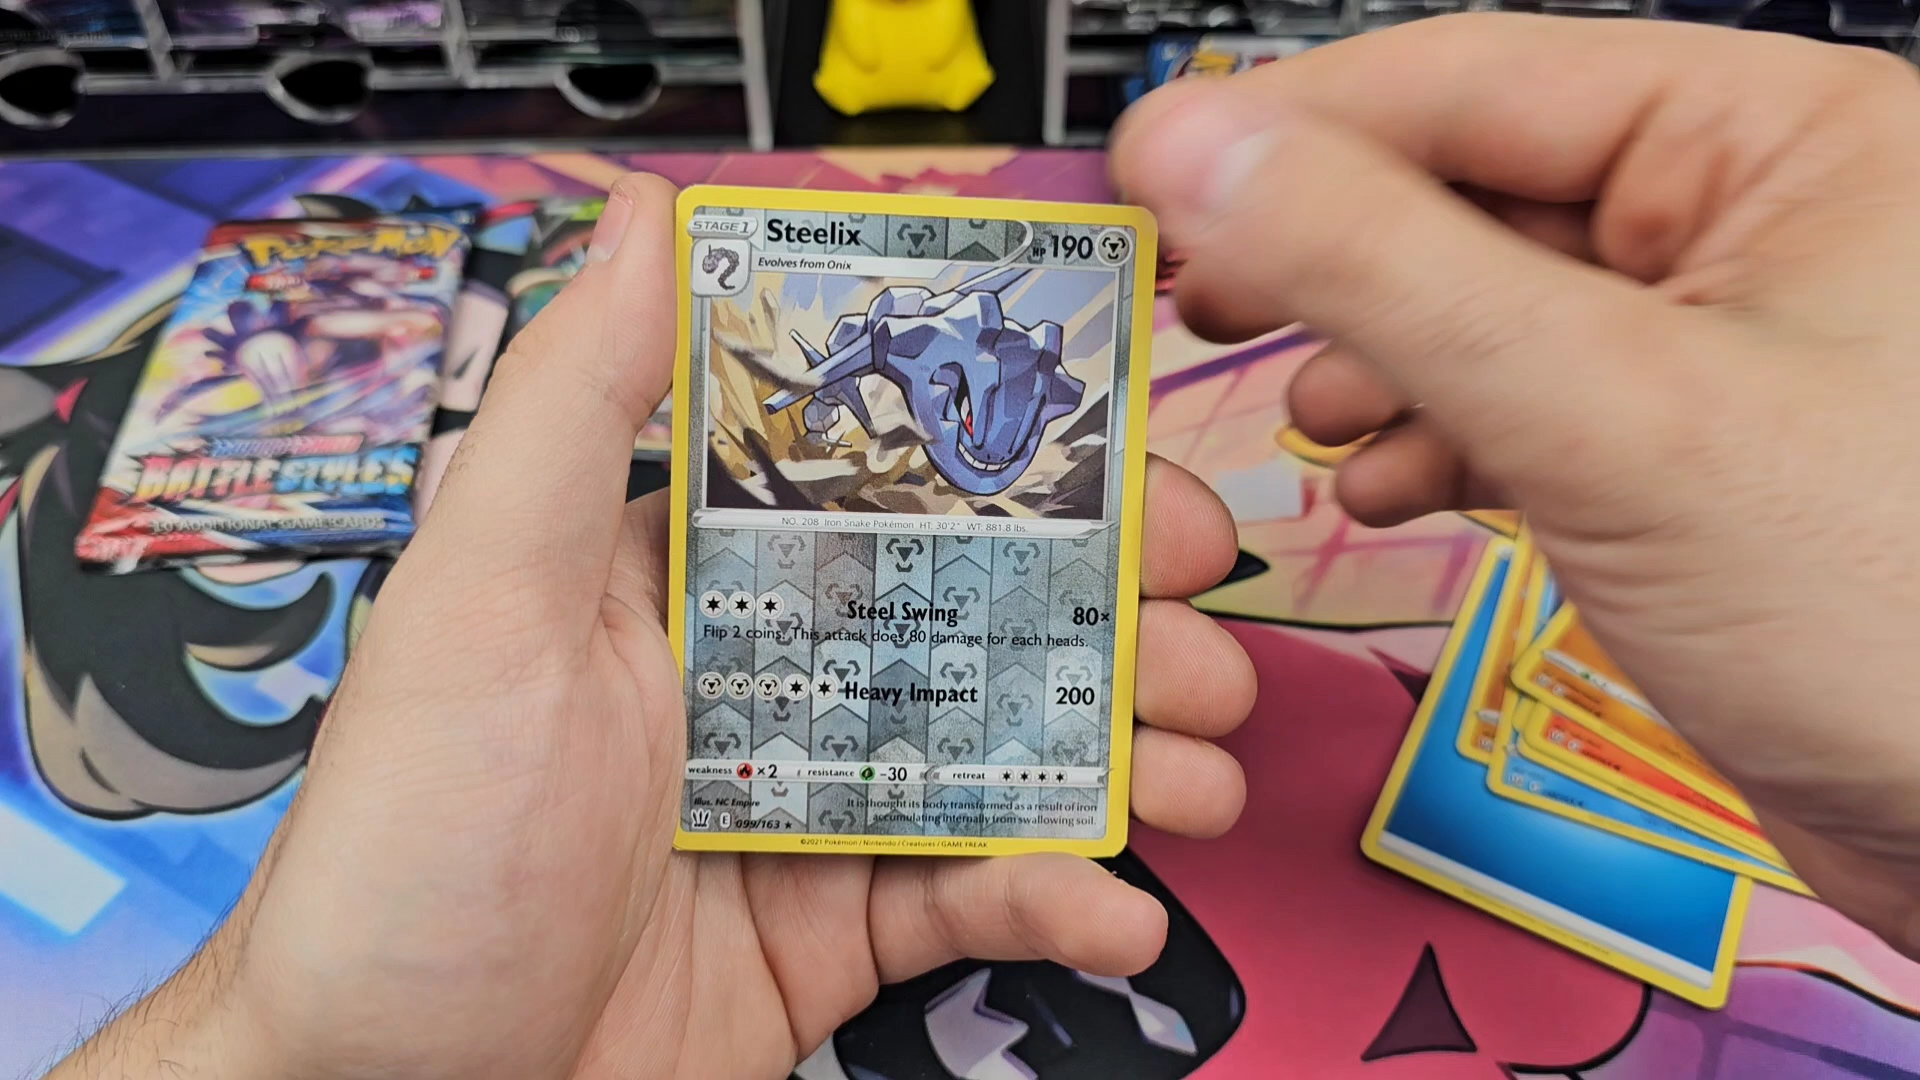 POKÉMON
BATTLE STYLES
10 ADDITIONAL GAME CARDS
STAGE 1
Steelix
HP 190
Evolves from Onix
NO. 208 Iron Snake Pokémon HT: 30'2" WT: 881.8 lbs.
Steel Swing 80×
Flip 2 coins. This attack does 80 damage for each heads.
Heavy Impact 200
weakness ×2 resistance -30 retreat
Illus. NC Empire
It is thought its body transformed as a result of iron
accumulating internally from swallowing soil.
E 099/163 ★
©2021 Pokémon / Nintendo / Creatures / GAME FREAK